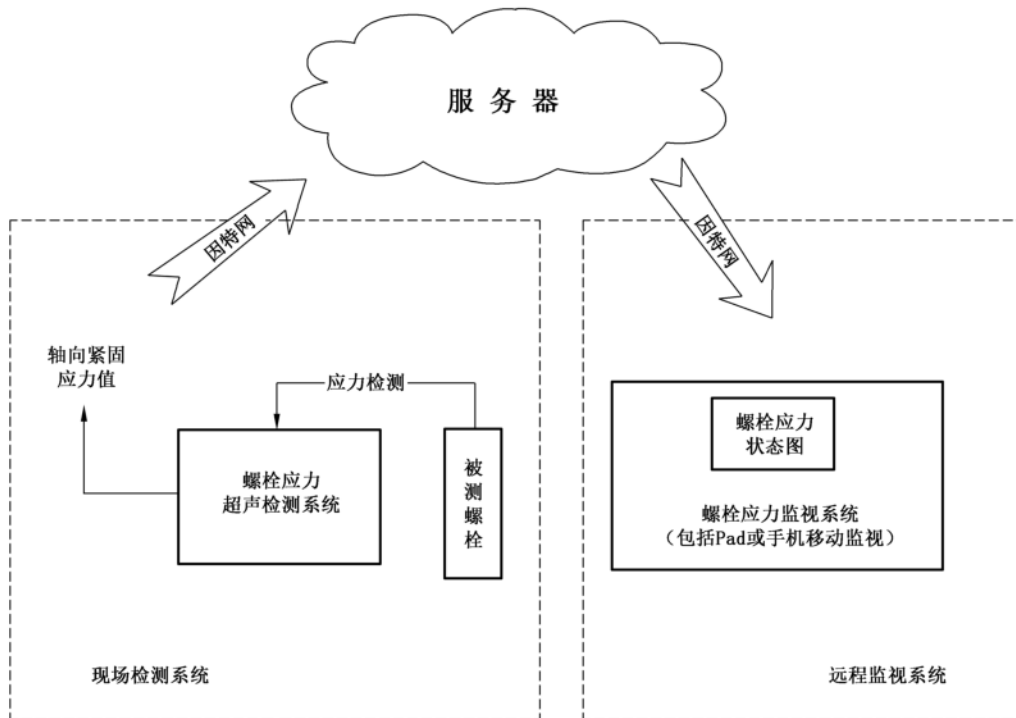 服务器
因特网
因特网
轴向紧固
应力值
应力检测
螺栓应力
超声检测系统
被
测
螺
栓
螺栓应力
状态图
螺栓应力监视系统
(包括Pad或手机移动监视)
现场检测系统
远程监视系统